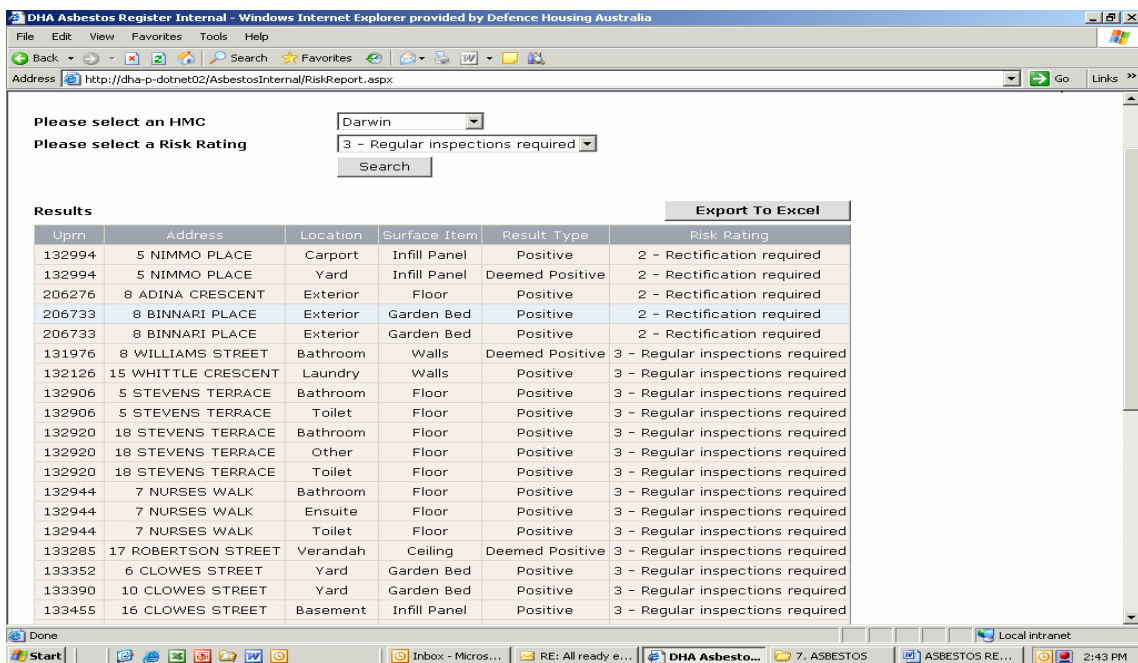 DHA Asbestos Register Internal - Windows Internet Explorer provided by Defence Housing Australia
File Edit View Favorites Tools Help
Back Search Favorites
Address http://dha-p-dotnet02/AsbestosInternal/RiskReport.aspx Go Links »
Please select an HMC Darwin
Please select a Risk Rating 3 - Regular inspections required
Search
Results Export To Excel
Uprn Address Location Surface Item Result Type Risk Rating
132994 5 NIMMO PLACE Carport Infill Panel Positive 2 - Rectification required
132994 5 NIMMO PLACE Yard Infill Panel Deemed Positive 2 - Rectification required
206276 8 ADINA CRESCENT Exterior Floor Positive 2 - Rectification required
206733 8 BINNARI PLACE Exterior Garden Bed Positive 2 - Rectification required
206733 8 BINNARI PLACE Exterior Garden Bed Positive 2 - Rectification required
131976 8 WILLIAMS STREET Bathroom Walls Deemed Positive 3 - Regular inspections required
132126 15 WHITTLE CRESCENT Laundry Walls Positive 3 - Regular inspections required
132906 5 STEVENS TERRACE Bathroom Floor Positive 3 - Regular inspections required
132906 5 STEVENS TERRACE Toilet Floor Positive 3 - Regular inspections required
132920 18 STEVENS TERRACE Bathroom Floor Positive 3 - Regular inspections required
132920 18 STEVENS TERRACE Other Floor Positive 3 - Regular inspections required
132920 18 STEVENS TERRACE Toilet Floor Positive 3 - Regular inspections required
132944 7 NURSES WALK Bathroom Floor Positive 3 - Regular inspections required
132944 7 NURSES WALK Ensuite Floor Positive 3 - Regular inspections required
132944 7 NURSES WALK Toilet Floor Positive 3 - Regular inspections required
133285 17 ROBERTSON STREET Verandah Ceiling Deemed Positive 3 - Regular inspections required
133352 6 CLOWES STREET Yard Garden Bed Positive 3 - Regular inspections required
133390 10 CLOWES STREET Yard Garden Bed Positive 3 - Regular inspections required
133455 16 CLOWES STREET Basement Infill Panel Positive 3 - Regular inspections required
Done Local intranet
Start Inbox - Micros... RE: All ready e... DHA Asbesto... 7. ASBESTOS ASBESTOS RE... 2:43 PM